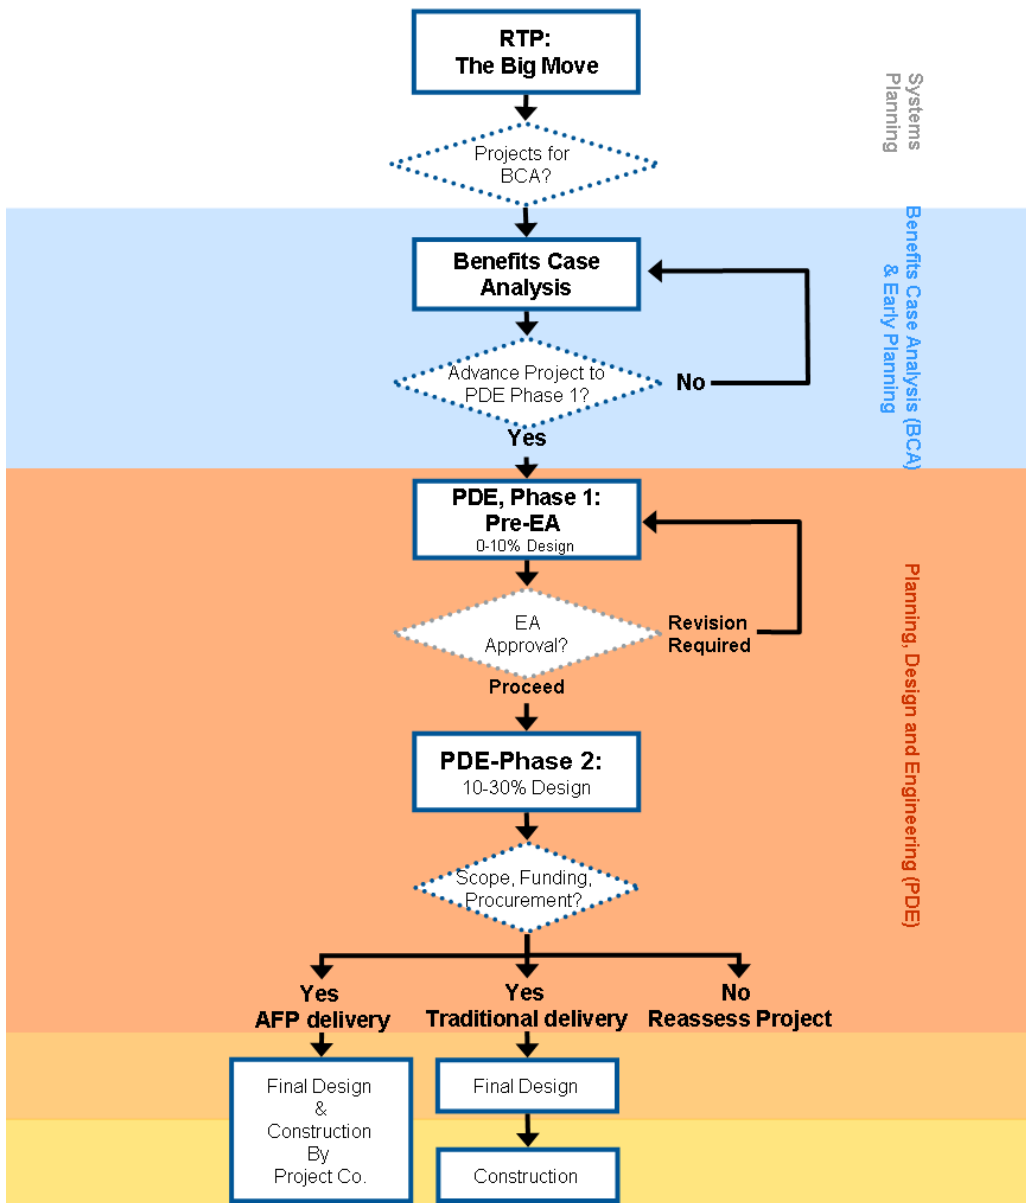 RTP:
The Big Move
Systems
Planning
Projects for
BCA?
Benefits Case Analysis (BCA)
& Early Planning
Benefits Case
Analysis
Advance Project to
PDE Phase 1?
No
Yes
PDE, Phase 1:
Pre-EA
0-10% Design
Planning, Design and Engineering (PDE)
EA
Approval?
Revision
Required
Proceed
PDE-Phase 2:
10-30% Design
Scope, Funding,
Procurement?
Yes
AFP delivery
Yes
Traditional delivery
No
Reassess Project
Final Design
&
Construction
By
Project Co.
Final Design
Construction